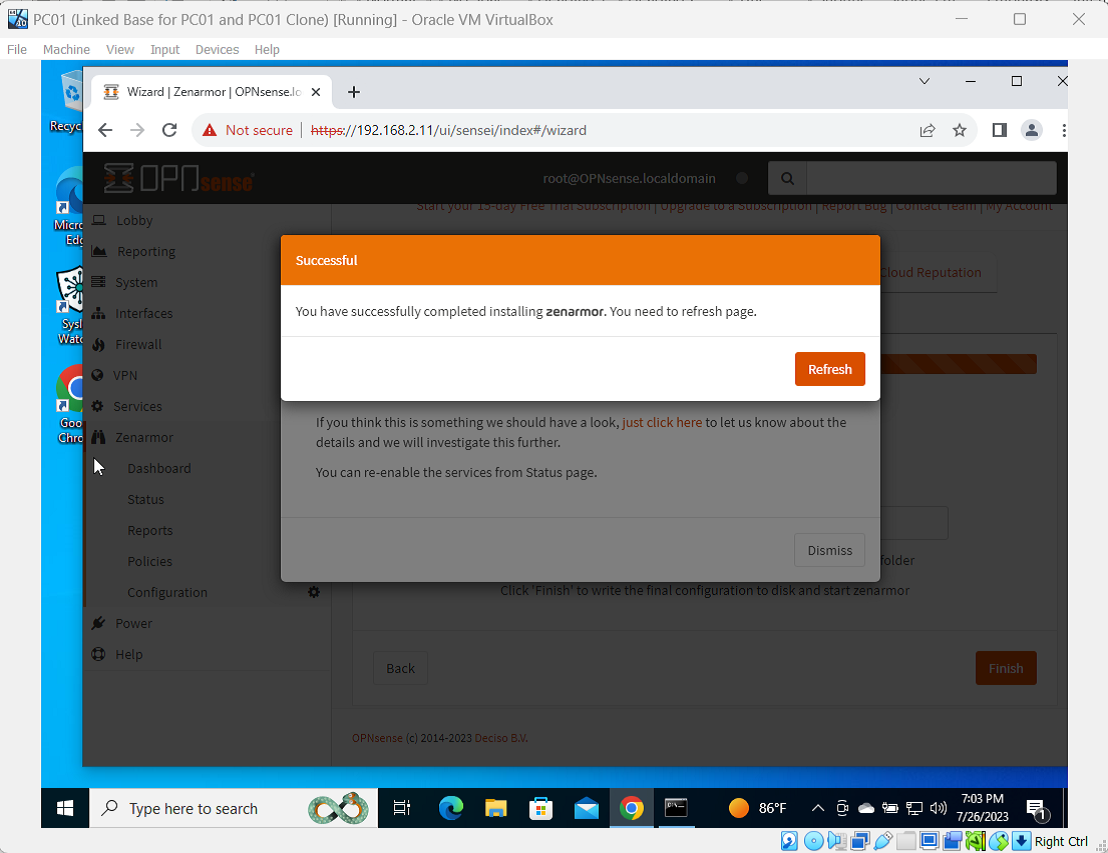 PC01 (Linked Base for PC01 and PC01 Clone) [Running] - Oracle VM VirtualBox
File Machine View Input Devices Help
Recyc
Wizard | Zenarmor | OPNsense.lo
Not secure https://192.168.2.11/ui/sensei/index#/wizard
OPNsense
root@OPNsense.localdomain
Start your 15-day Free Trial Subscription | Upgrade to a Subscription | Report Bug | Contact Team | My Account
Micro
Edg
Sysl
Watc
Goo
Chro
Lobby
Reporting
System
Interfaces
Firewall
VPN
Services
Zenarmor
Dashboard
Status
Reports
Policies
Configuration
Power
Help
Cloud Reputation
Successful
You have successfully completed installing zenarmor. You need to refresh page.
Refresh
If you think this is something we should have a look, just click here to let us know about the
details and we will investigate this further.
You can re-enable the services from Status page.
Dismiss
folder
Click 'Finish' to write the final configuration to disk and start zenarmor
Back
Finish
OPNsense (c) 2014-2023 Deciso B.V.
Type here to search
86°F
7:03 PM
7/26/2023
1
Right Ctrl